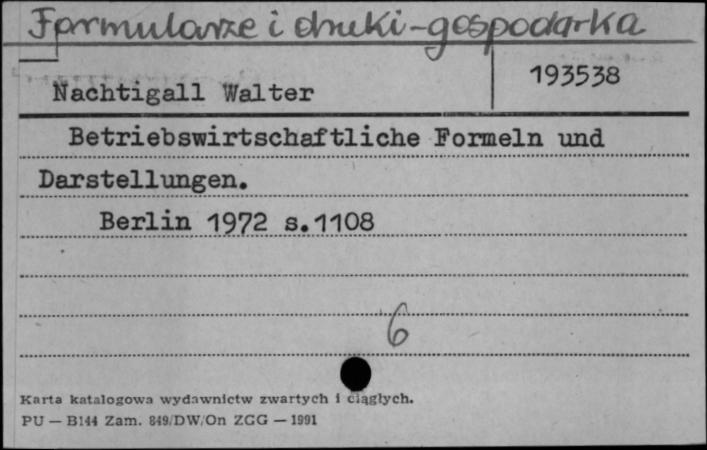 Formularze i druki - gospodarka
193538
Nachtigall Walter
Betriebswirtschaftliche Formeln und
Darstellungen.
Berlin 1972 s.1108
6
Karta katalogowa wydawnictw zwartych i ciągłych.
PU — B144 Zam. 849/DW/On ZGG — 1991